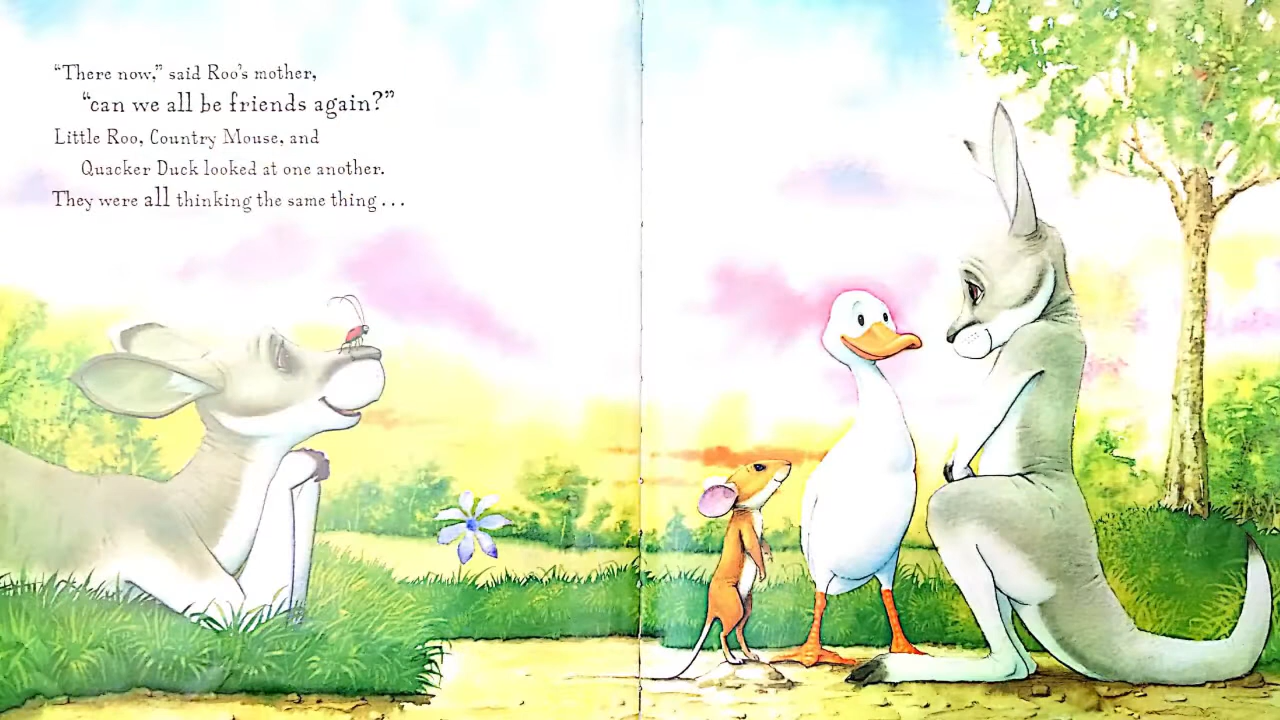 “There now,” said Roo’s mother,
“can we all be friends again?”
Little Roo, Country Mouse, and
Quacker Duck looked at one another.
They were all thinking the same thing . . .